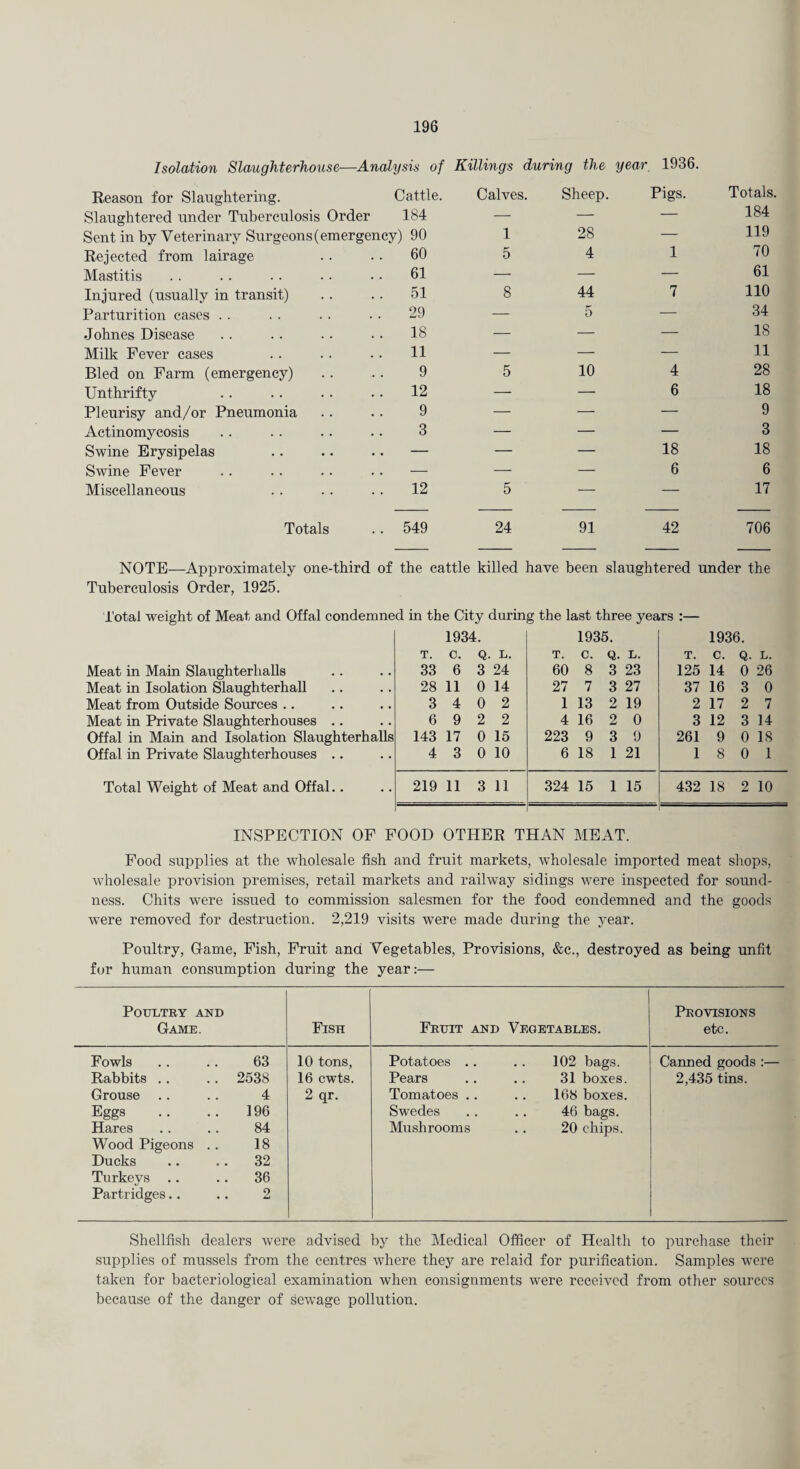 196
Isolation Slaughterhouse—Analysis of Killings during the year. 1936.
Reason for Slaughtering. Cattle. Calves. Sheep. Pigs. Totals.
Slaughtered under Tuberculosis Order 184 — — — 184
Sent in by Veterinary Surgeons (emergency) 90 1 28 — 119
Rejected from lairage .. .. 60 5 4 1 70
Mastitis .. .. .. .. .. 61 — — — 61
Injured (usually in transit) .. .. 51 8 44 7 110
Parturition cases .. .. .. .. 29 — 5 — 34
Johnes Disease .. .. .. .. 18 — — — 18
Milk Fever cases .. .. .. 11 — — — 11
Bled on Farm (emergency) .. .. 9 5 10 4 28
Unthrifty .. .. .. .. 12 — — 6 18
Pleurisy and/or Pneumonia .. .. 9 — — — 9
Actinomycosis .. .. .. .. 3 — — — 3
Swine Erysipelas .. .. .. — — — 18 18
Swine Fever .. .. .. .. — — — 6 6
Miscellaneous .. .. .. 12 5 — — 17
Totals .. 549 24 91 42 706
NOTE—Approximately one-third of the cattle killed have been slaughtered under the
Tuberculosis Order, 1925.
Total weight of Meat and Offal condemned in the City during the last three years :—
1934. 1935. 1936.
T. C. Q. L. T. C. Q. L. T. C. Q. L.
Meat in Main Slaughterhalls .. .. 33 6 3 24 60 8 3 23 125 14 0 26
Meat in Isolation Slaughterhall .. .. 28 11 0 14 27 7 3 27 37 16 3 0
Meat from Outside Sources .. .. .. 3 4 0 2 1 13 2 19 2 17 2 7
Meat in Private Slaughterhouses .. .. 6 9 2 2 4 16 2 0 3 12 3 14
Offal in Main and Isolation Slaughterhalls 143 17 0 15 223 9 3 9 261 9 0 18
Offal in Private Slaughterhouses .. .. 4 3 0 10 6 18 1 21 1 8 0 1
Total Weight of Meat and Offal.. .. 219 11 3 11 324 15 1 15 432 18 2 10
INSPECTION OF FOOD OTHER THAN MEAT.
Food supplies at the wholesale fish and fruit markets, wholesale imported meat shops,
wholesale provision premises, retail markets and railway sidings were inspected for sound-
ness. Chits were issued to commission salesmen for the food condemned and the goods
were removed for destruction. 2,219 visits were made during the year.
Poultry, Game, Fish, Fruit and Vegetables, Provisions, &c., destroyed as being unfit
for human consumption during the year:—
POULTRY AND GAME. FISH FRUIT AND VEGETABLES. PROVISIONS etc.
Fowls .. .. 63 10 tons, Potatoes .. .. 102 bags. Canned goods :—
Rabbits .. .. 2538 16 cwts. Pears .. .. 31 boxes. 2,435 tins.
Grouse .. .. 4 2 qr. Tomatoes .. .. 168 boxes.
Eggs .. .. 196 Swedes .. .. 46 bags.
Hares .. .. 84 Mushrooms .. 20 chips.
Wood Pigeons .. 18
Ducks .. .. 32
Turkeys .. .. 36
Partridges.. .. 2
Shellfish dealers were advised by the Medical Officer of Health to purchase their
supplies of mussels from the centres where they are relaid for purification. Samples were
taken for bacteriological examination when consignments were received from other sources
because of the danger of sewage pollution.